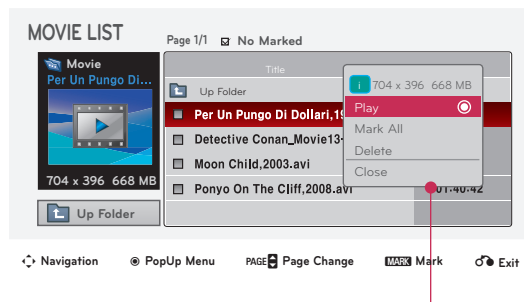 MOVIE LIST
Page 1/1 No Marked
Movie
Per Un Pungo Di...
704 x 396 668 MB
Up Folder
Title
Up Folder
Per Un Pungo Di Dollari,19
Detective Conan_Movie13-
Moon Child,2003.avi
Ponyo On The Cliff,2008.avi
01:40:42
i 704 x 396 668 MB
Play
Mark All
Delete
Close
Navigation PopUp Menu PAGE Page Change MARK Mark Exit